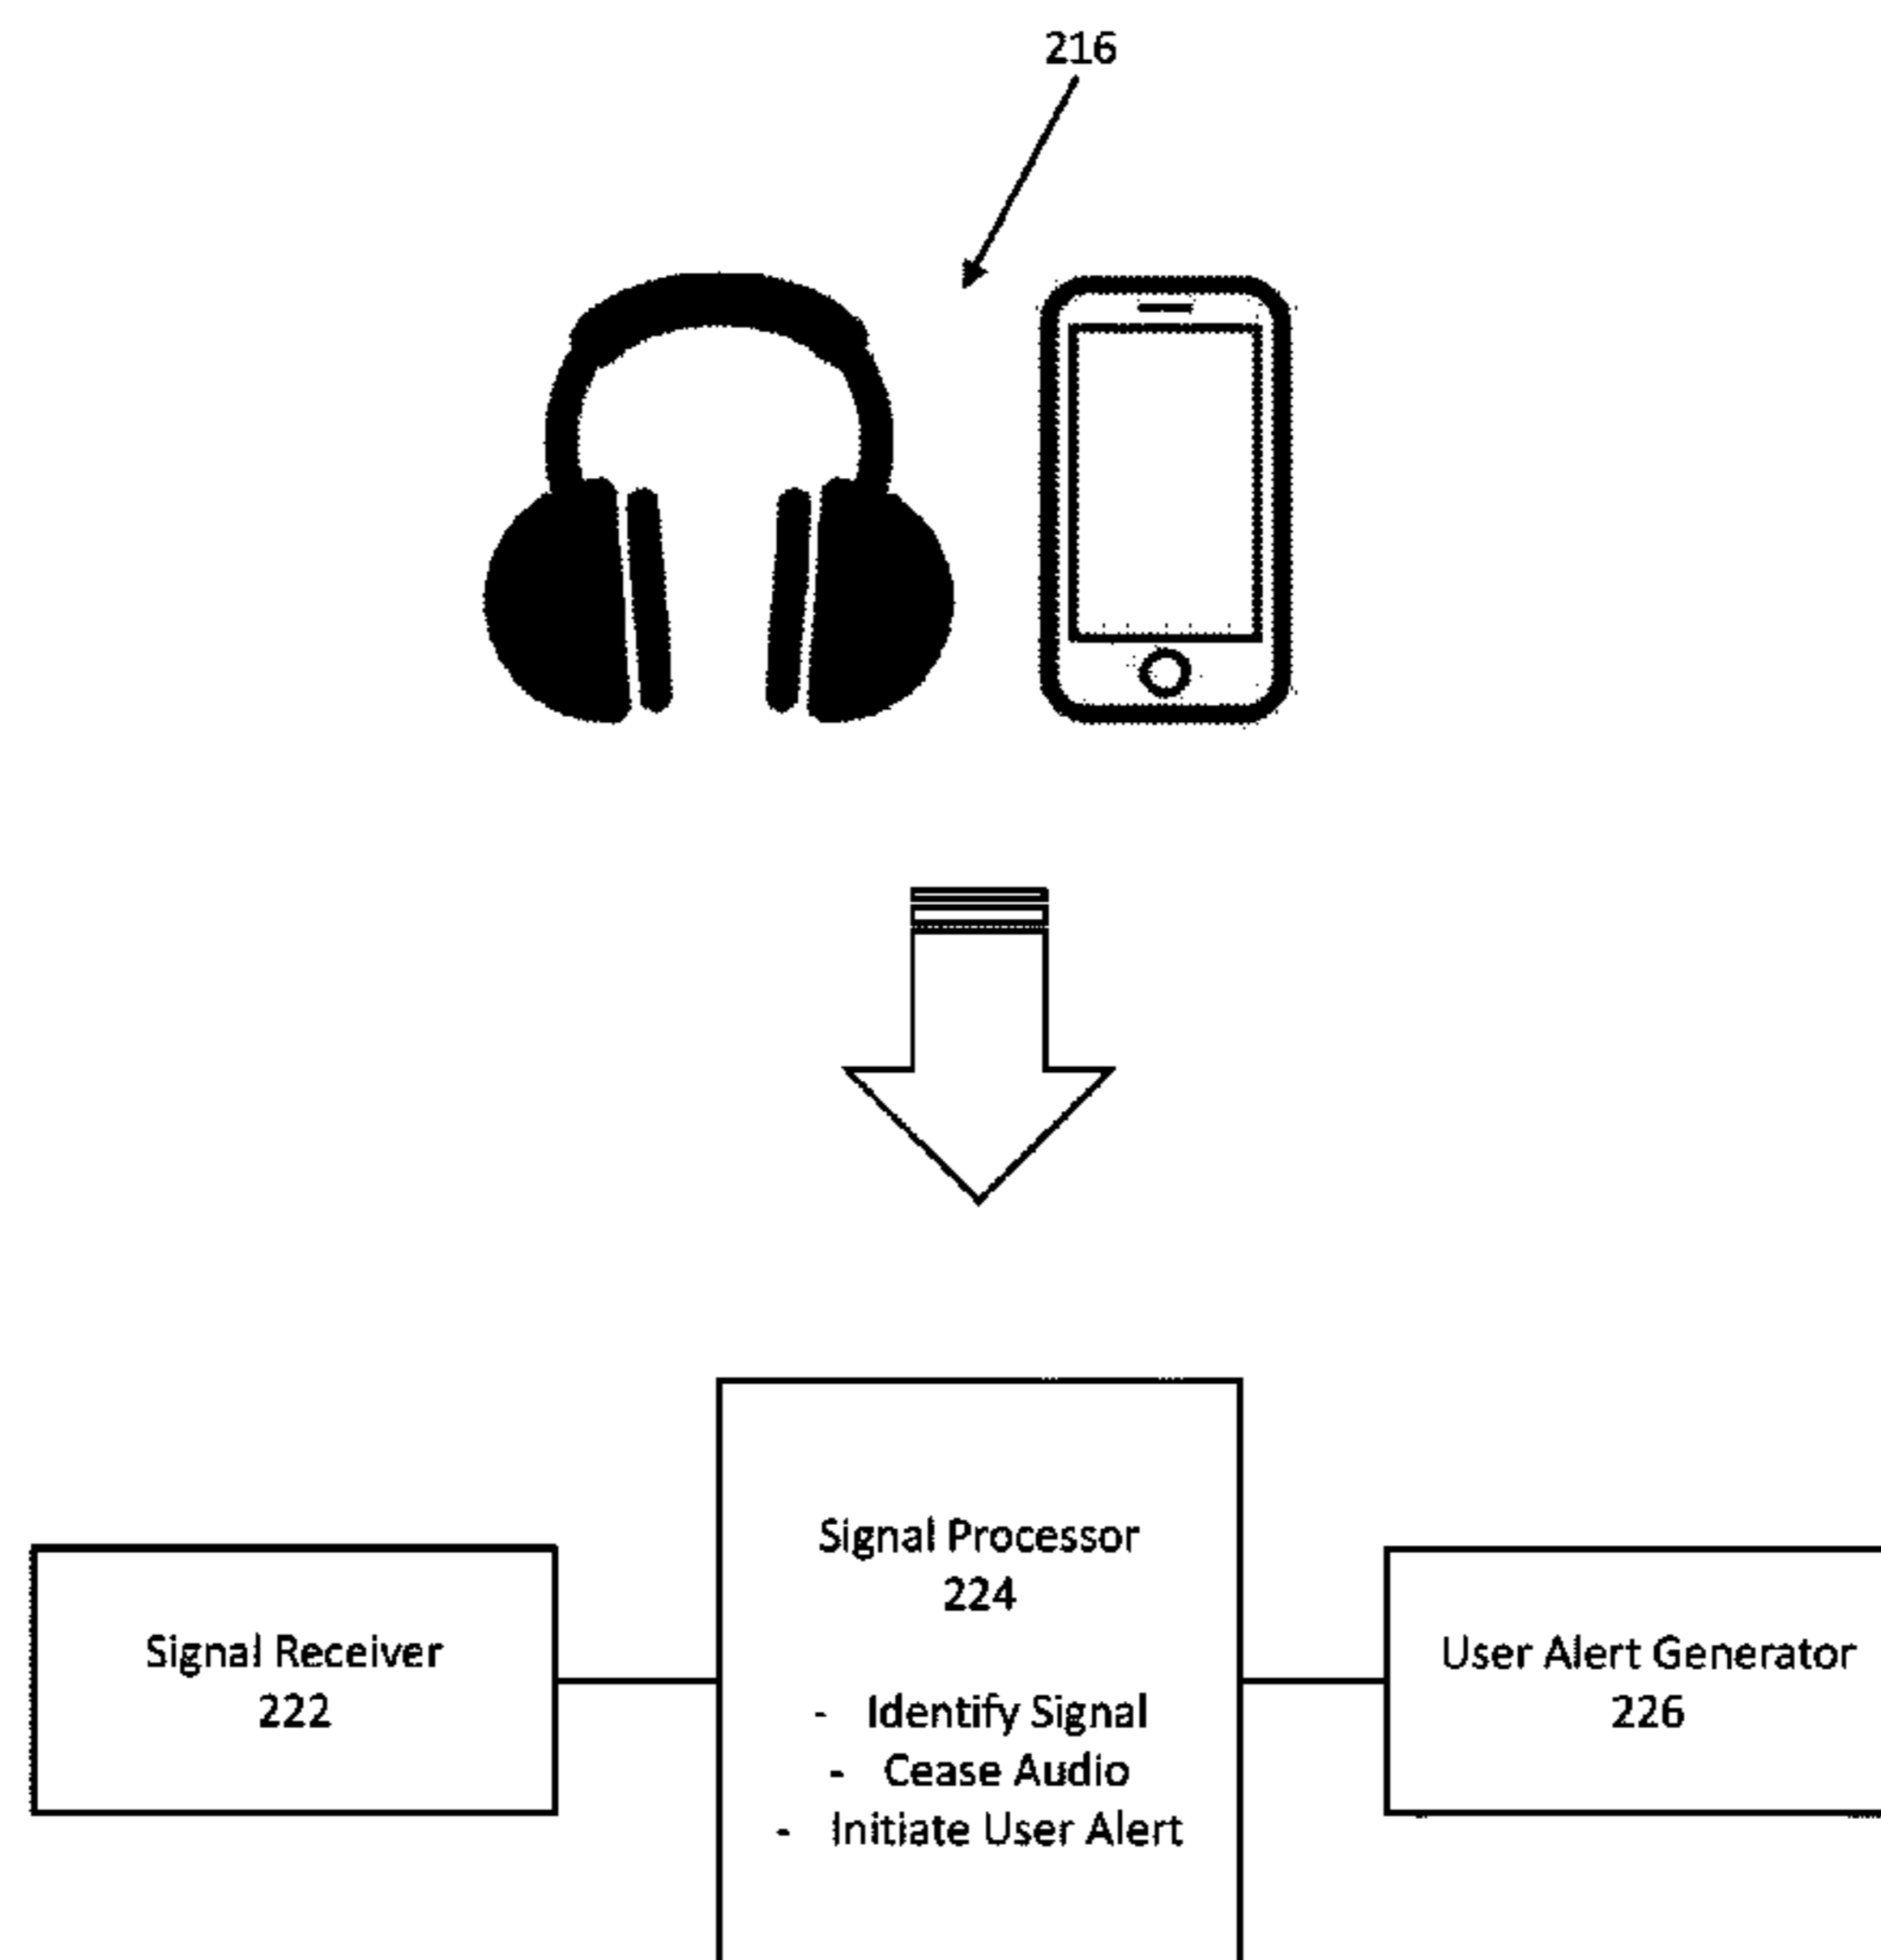 216
Signal Receiver
222
Signal Processor
224
- Identify Signal
- Cease Audio
- Initiate User Alert
User Alert Generator
226